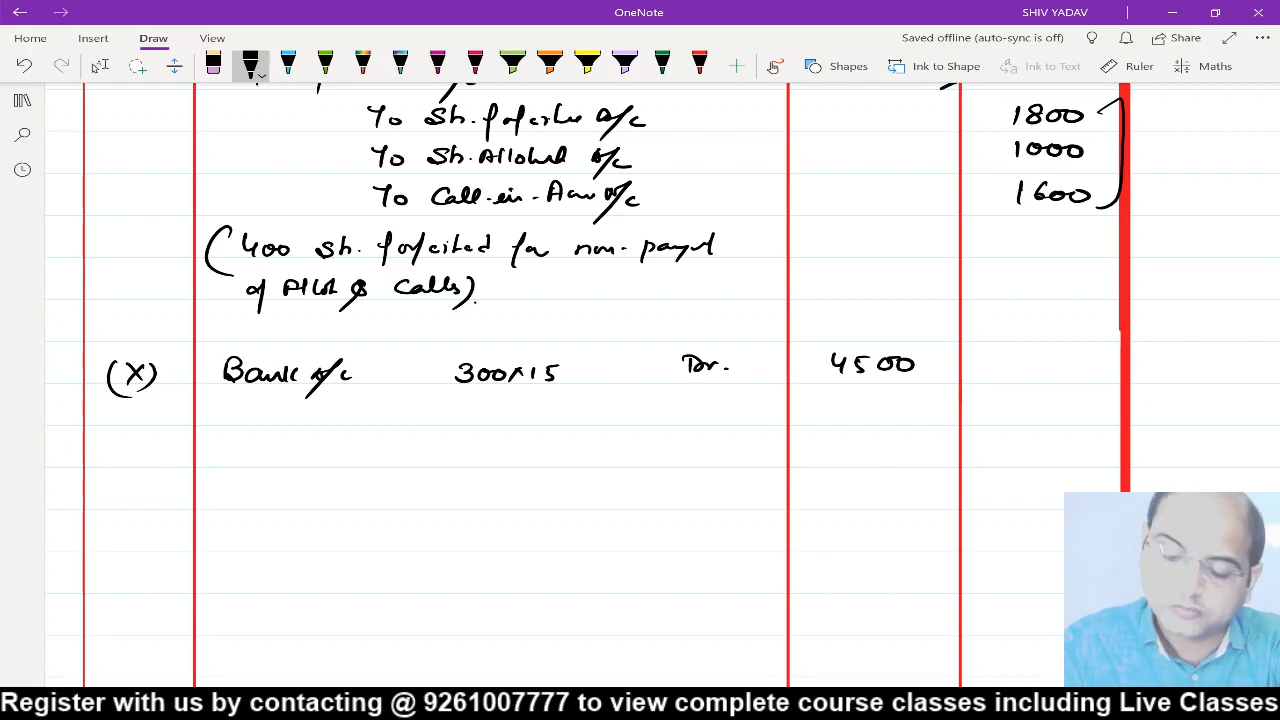 OneNote
SHIV YADAV
Home Insert Draw View
Saved offline (auto-sync is off)
Share
Shapes
Ink to Shape
Ink to Text
Ruler
Maths
To Sh. Forfeiture A/c 1800
To Sh. Allotment A/c 1000
To Call-in-Arr A/c 1600
(400 Sh. forfeited for non-payt
of Allot & Calls)
(X) Bank A/c 300×15 Dr. 4500
Register with us by contacting @ 9261007777 to view complete course classes including Live Classes